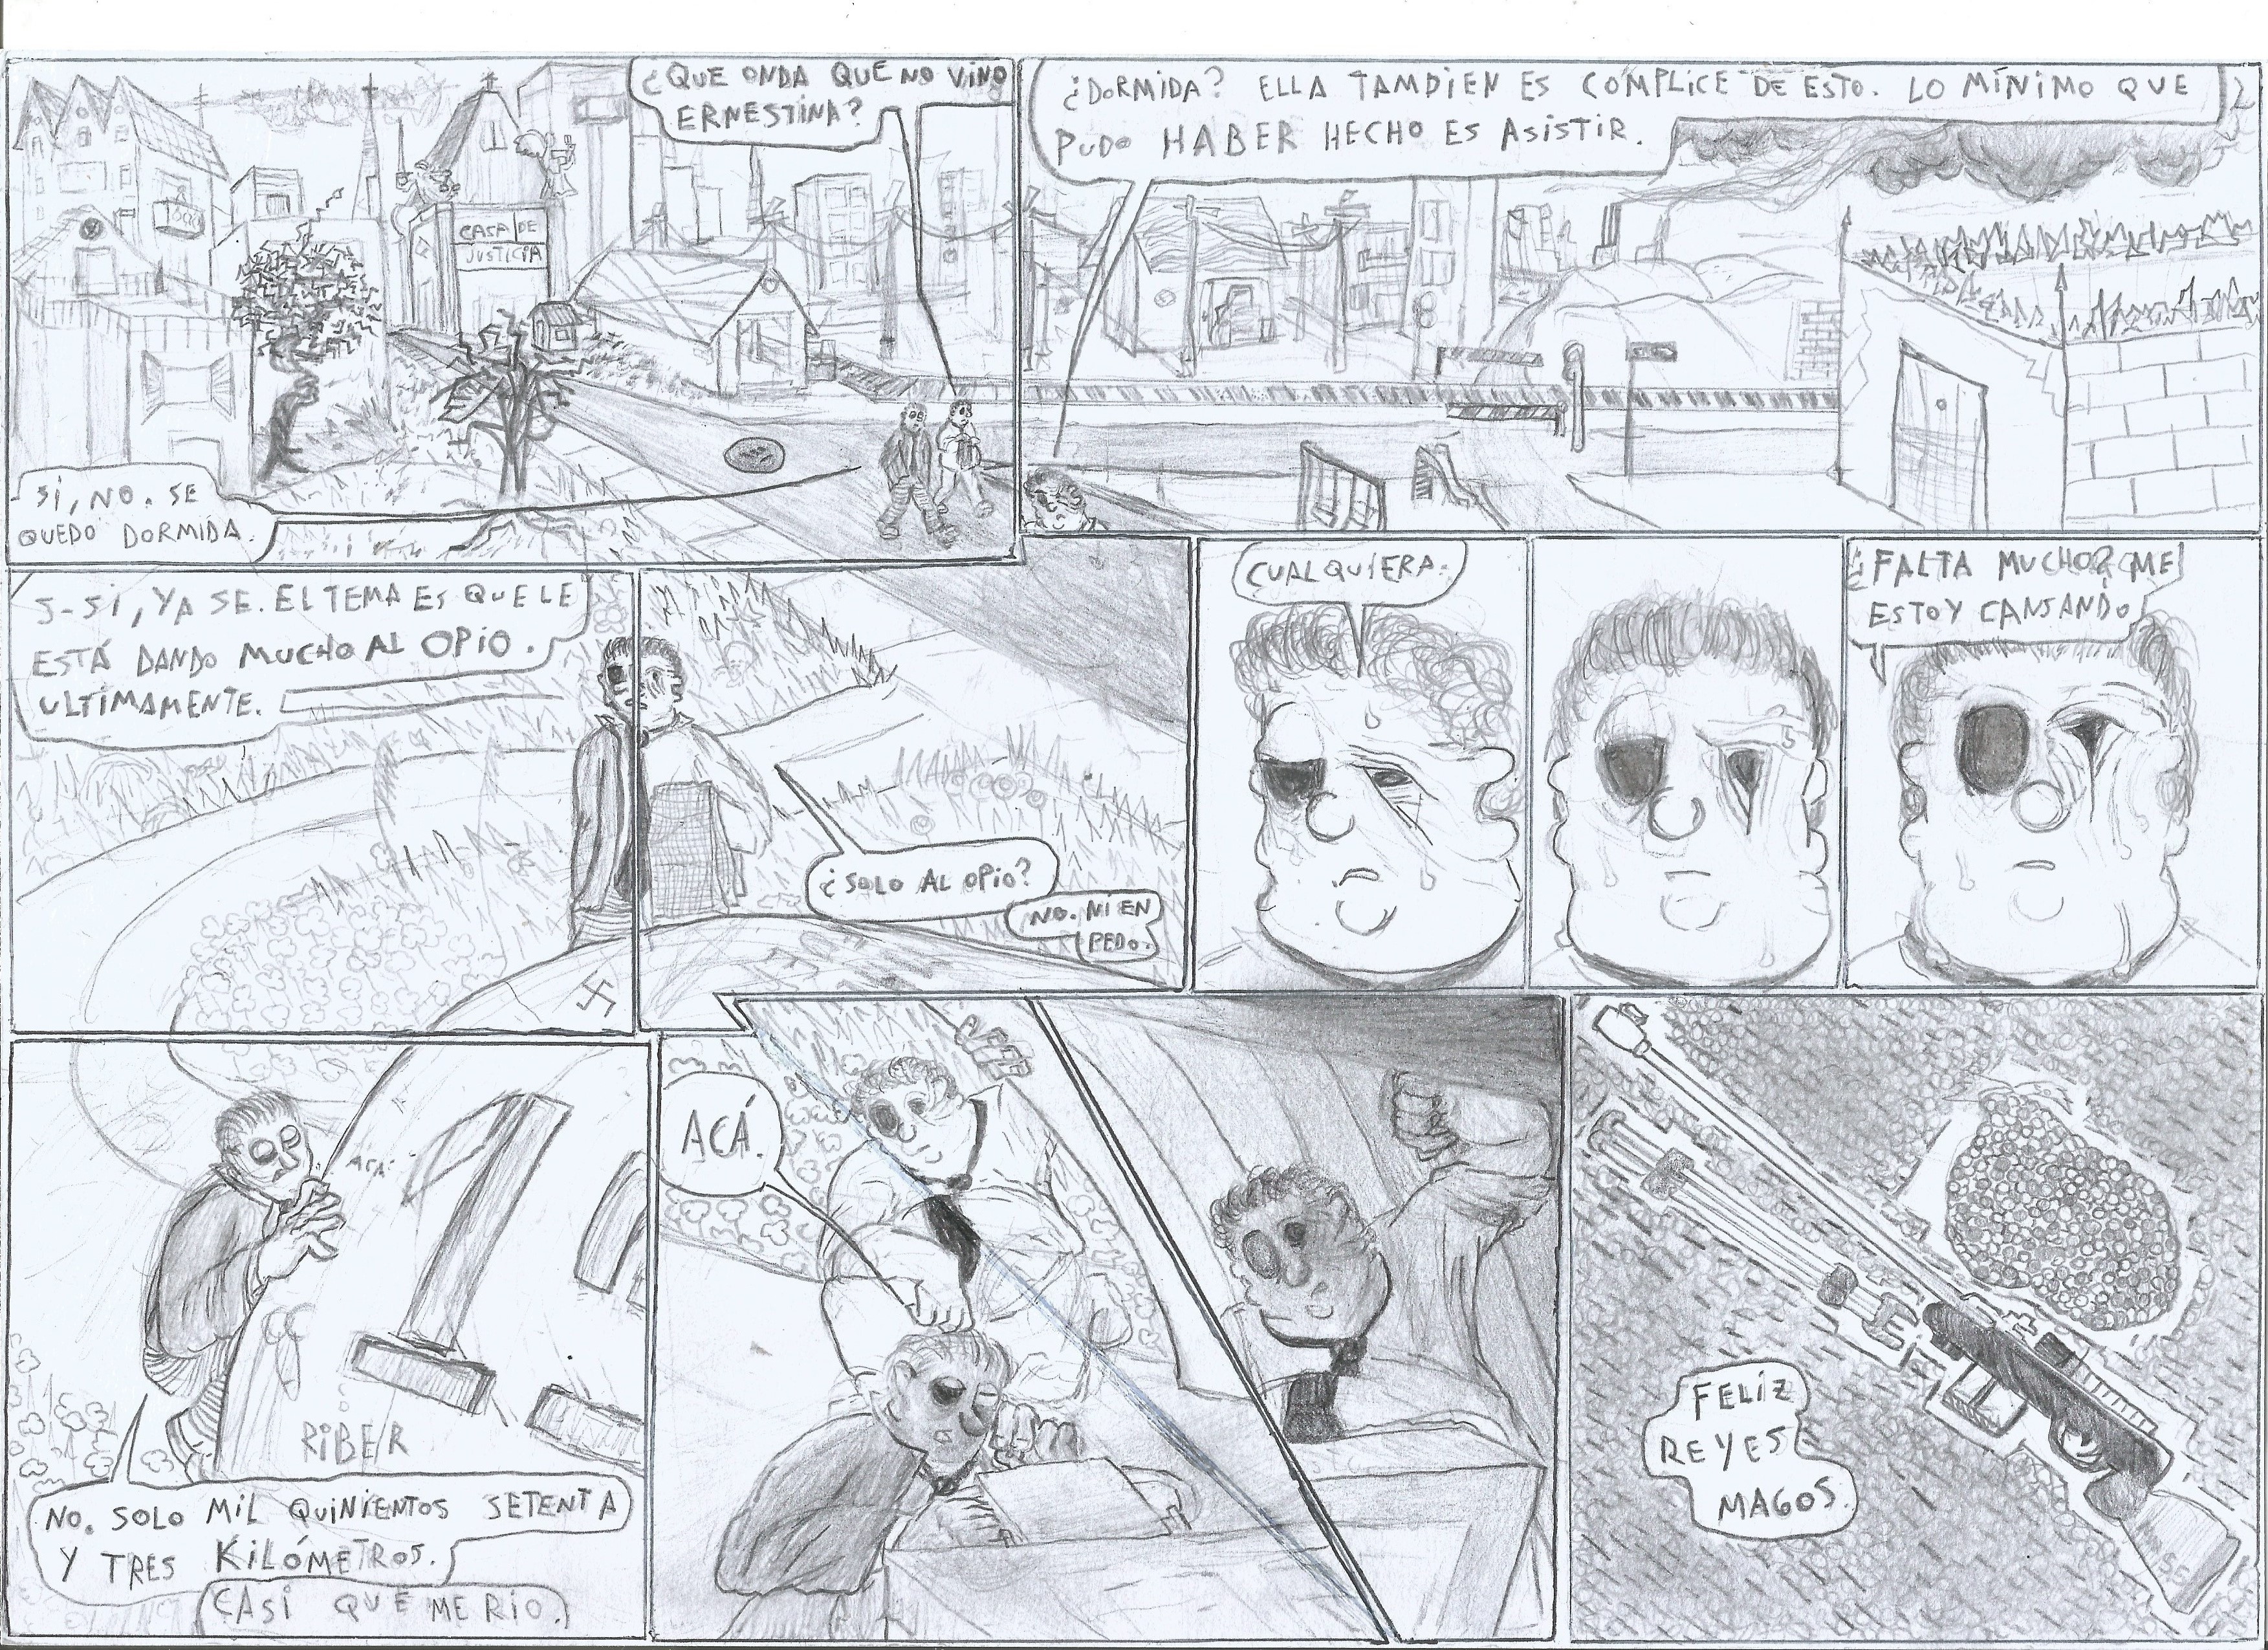 ¿QUE ONDA QUE NO VINO
ERNESTINA?
CASA DE
JUSTICIA
SI, NO. SE
QUEDO DORMIDA.
¿DORMIDA? ELLA TAMBIEN ES COMPLICE DE ESTO. LO MÍNIMO QUE
PUDO HABER HECHO ES ASISTIR.
2
S-SI, YA SE. EL TEMA ES QUE LE
ESTÁ DANDO MUCHO AL OPIO.
ULTIMAMENTE.
¿SOLO AL OPIO?
NO. NI EN
PEDO.
CUALQUIERA.
¿FALTA MUCHO? ME
ESTOY CANSANDO
ACÁ.
RIBER
NO. SOLO MIL QUINIENTOS SETENTA
Y TRES KILÓMETROS.
CASI QUE ME RIO.
ACÁ.
FELIZ
REYES
MAGOS.